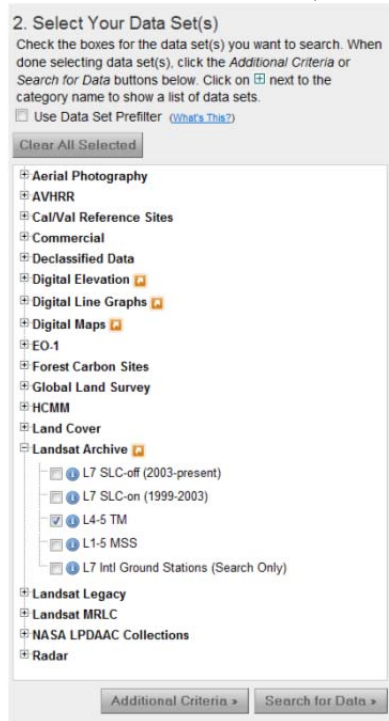 2. Select Your Data Set(s)
Check the boxes for the data set(s) you want to search. When
done selecting data set(s), click the Additional Criteria or
Search for Data buttons below. Click on next to the
category name to show a list of data sets.
Use Data Set Prefilter (What's This?)
Clear All Selected
Aerial Photography
AVHRR
Cal/Val Reference Sites
Commercial
Declassified Data
Digital Elevation
Digital Line Graphs
Digital Maps
EO-1
Forest Carbon Sites
Global Land Survey
HCMM
Land Cover
Landsat Archive
L7 SLC-off (2003-present)
L7 SLC-on (1999-2003)
L4-5 TM
L1-5 MSS
L7 Intl Ground Stations (Search Only)
Landsat Legacy
Landsat MRLC
NASA LPDAAC Collections
Radar
Additional Criteria » Search for Data »